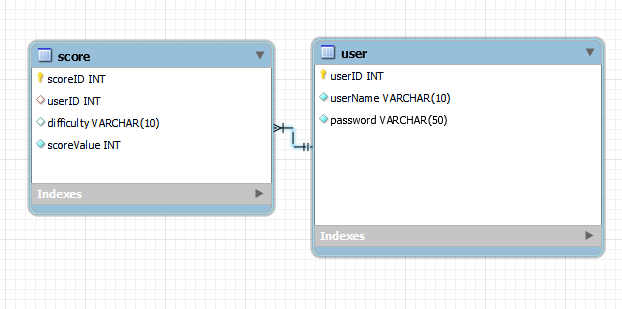 score
scoreID INT
userID INT
difficulty VARCHAR(10)
scoreValue INT
Indexes
user
userID INT
userName VARCHAR(10)
password VARCHAR(50)
Indexes